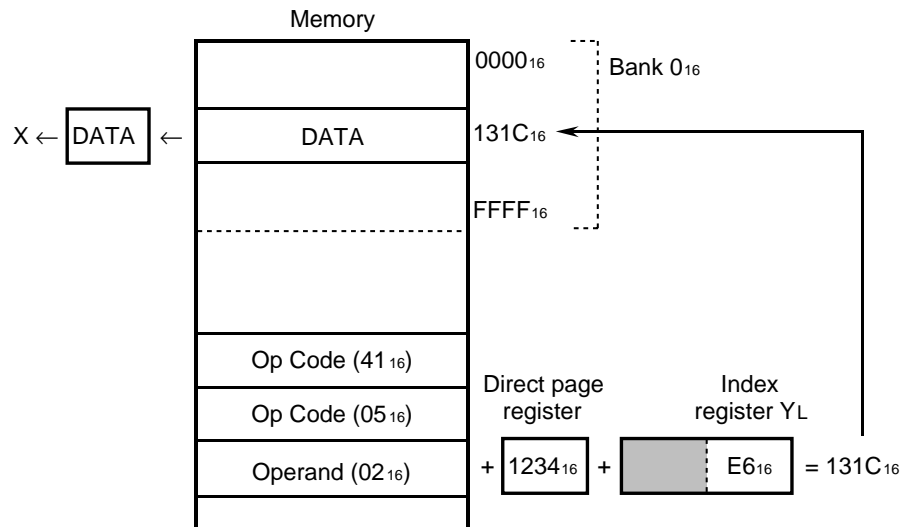 Memory
0000₁₆
Bank 0₁₆
X ← DATA ←
DATA
131C₁₆
FFFF₁₆
Op Code (41₁₆)
Op Code (05₁₆)
Direct page
register
Index
register YL
Operand (02₁₆) + 1234₁₆ + E6₁₆ = 131C₁₆